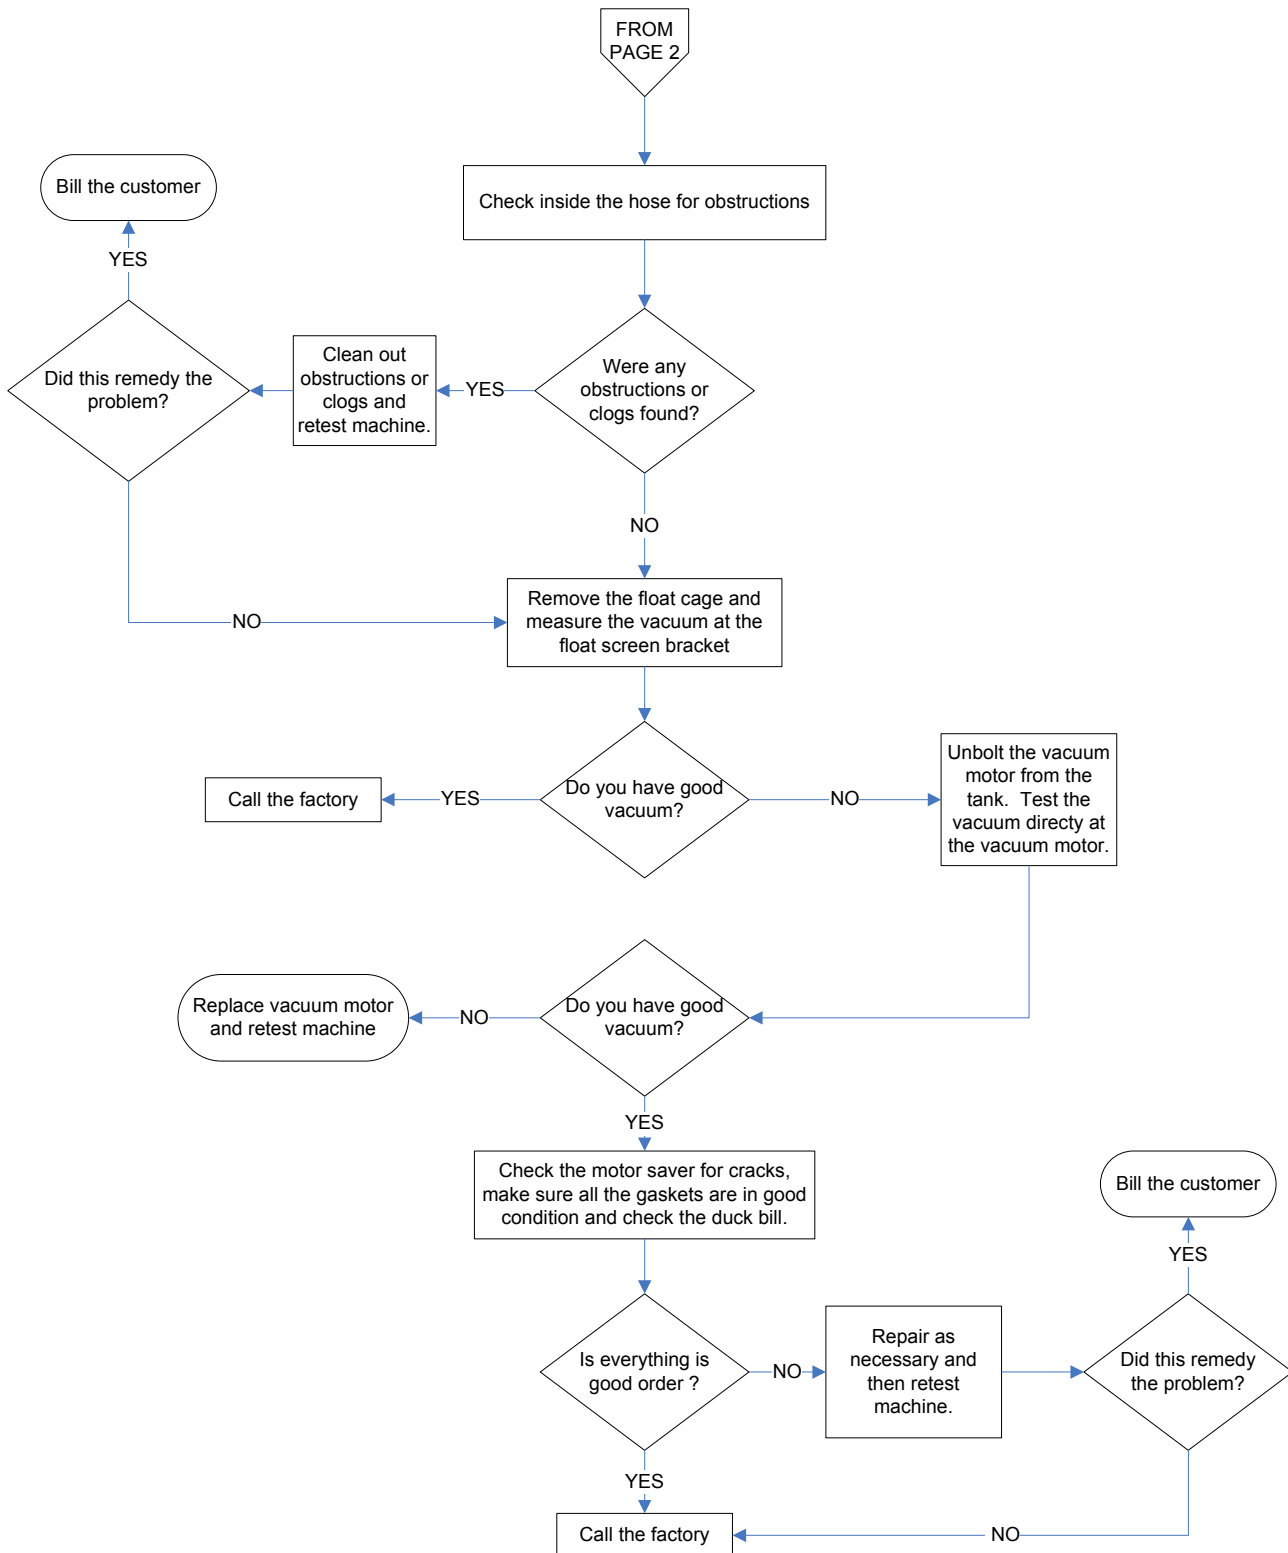 FROM
PAGE 2
Bill the customer
Check inside the hose for obstructions
YES
Did this remedy the
problem?
Clean out
obstructions or
clogs and
retest machine.
YES
Were any
obstructions or
clogs found?
NO
NO
Remove the float cage and
measure the vacuum at the
float screen bracket
Call the factory
YES
Do you have good
vacuum?
NO
Unbolt the vacuum
motor from the
tank. Test the
vacuum directy at
the vacuum motor.
Replace vacuum motor
and retest machine
NO
Do you have good
vacuum?
YES
Check the motor saver for cracks,
make sure all the gaskets are in good
condition and check the duck bill.
Bill the customer
YES
Is everything is
good order ?
NO
Repair as
necessary and
then retest
machine.
Did this remedy
the problem?
YES
Call the factory
NO